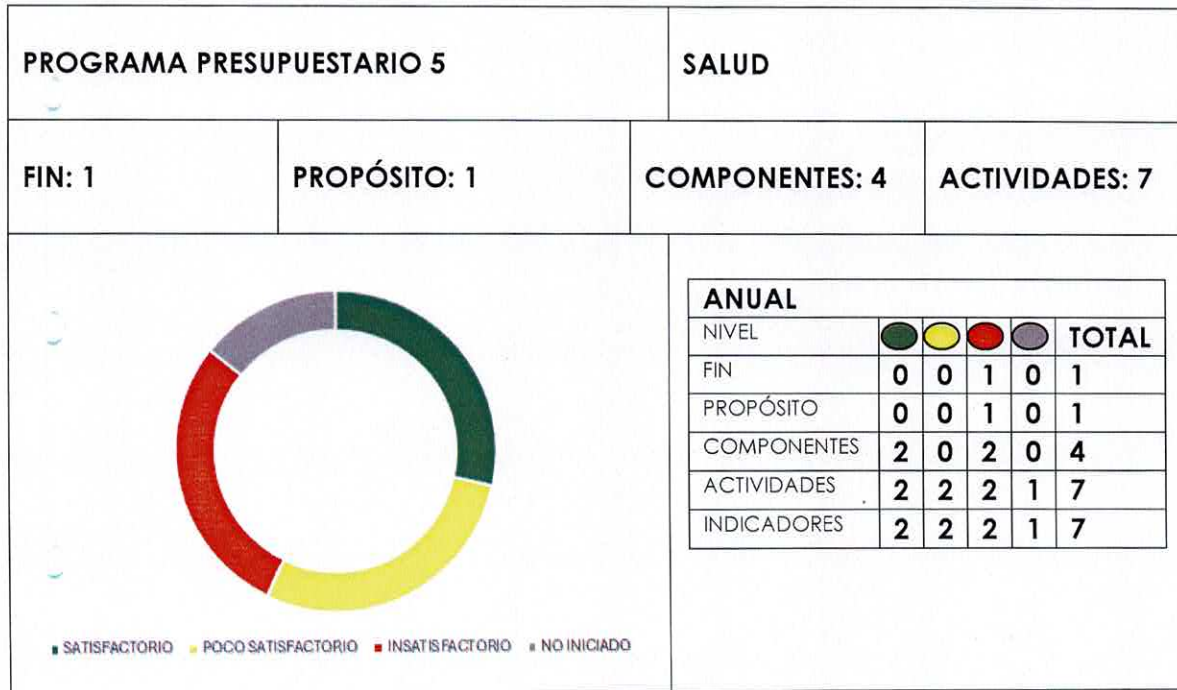 PROGRAMA PRESUPUESTARIO 5
SALUD
FIN: 1
PROPÓSITO: 1
COMPONENTES: 4
ACTIVIDADES: 7
SATISFACTORIO POCO SATISFACTORIO INSATISFACTORIO NO INICIADO
ANUAL
NIVEL TOTAL
FIN 0 0 1 0 1
PROPÓSITO 0 0 1 0 1
COMPONENTES 2 0 2 0 4
ACTIVIDADES 2 2 2 1 7
INDICADORES 2 2 2 1 7